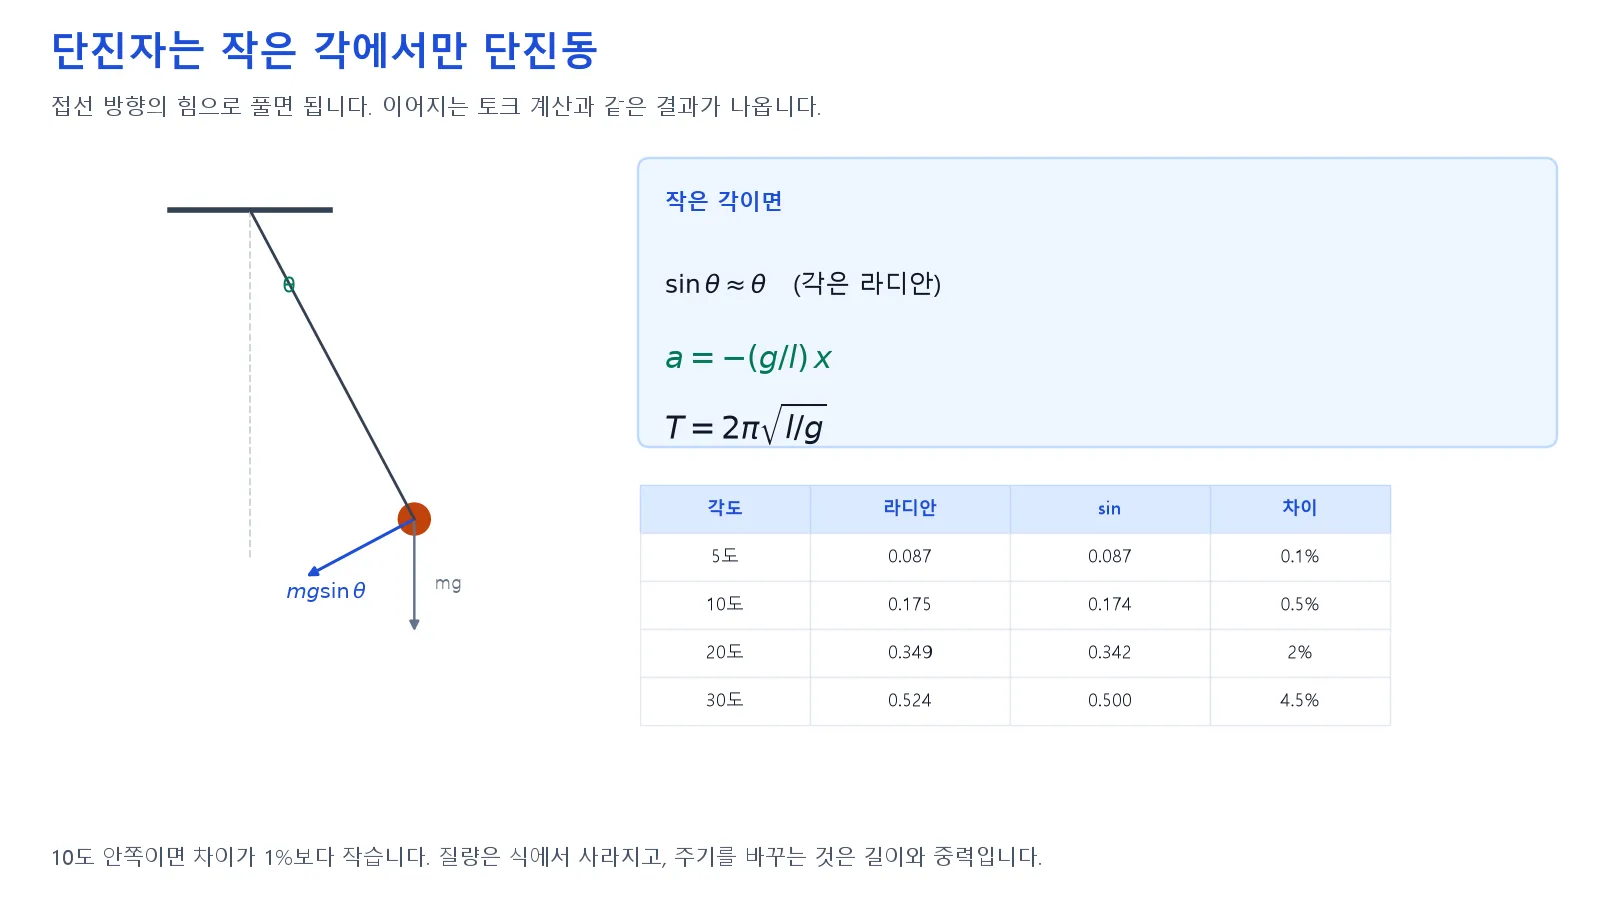 단진자는 작은 각에서만 단진동
접선 방향의 힘으로 풀면 됩니다. 이어지는 토크 계산과 같은 결과가 나옵니다.
θ
mg sin θ
mg
작은 각이면
sin θ ≈ θ (각은 라디안)
a = −(g/l) x
T = 2π√(l/g)
각도 라디안 sin 차이
5도 0.087 0.087 0.1%
10도 0.175 0.174 0.5%
20도 0.349 0.342 2%
30도 0.524 0.500 4.5%
10도 안쪽이면 차이가 1%보다 작습니다. 질량은 식에서 사라지고, 주기를 바꾸는 것은 길이와 중력입니다.